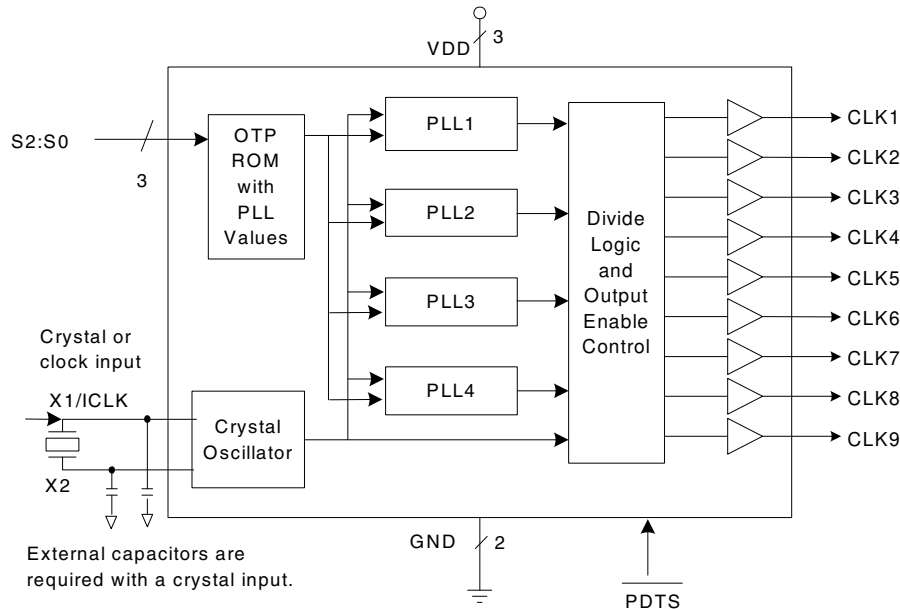 VDD
3
S2:S0
3
OTP
ROM
with
PLL
Values
PLL1
PLL2
PLL3
PLL4
Divide
Logic
and
Output
Enable
Control
CLK1
CLK2
CLK3
CLK4
CLK5
CLK6
CLK7
CLK8
CLK9
Crystal or
clock input
X1/ICLK
X2
Crystal
Oscillator
External capacitors are
required with a crystal input.
GND
2
PDTS